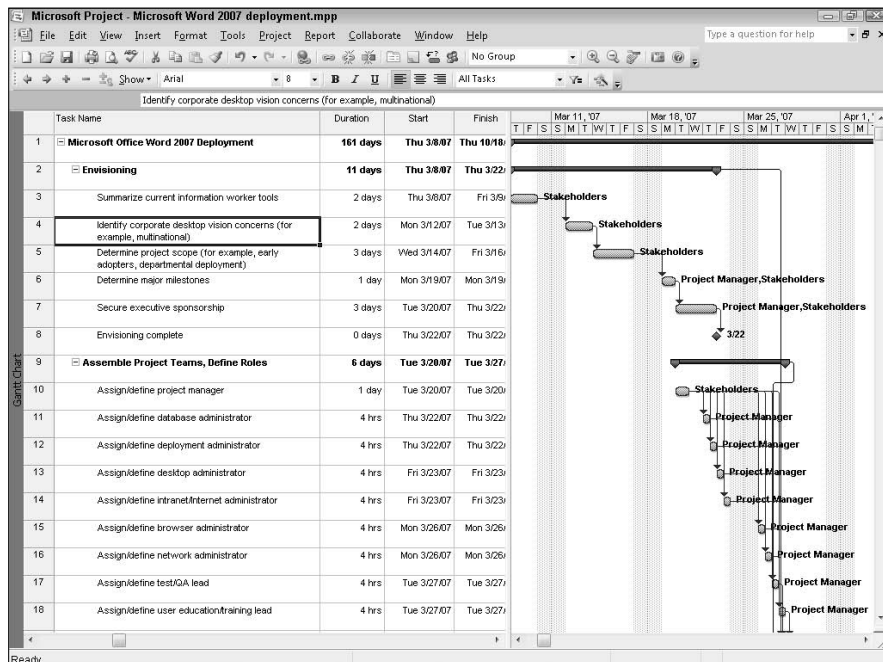 Microsoft Project - Microsoft Word 2007 deployment.mpp
File Edit View Insert Format Tools Project Report Collaborate Window Help Type a question for help
No Group
Show Arial 8 B I U All Tasks
Identify corporate desktop vision concerns (for example, multinational)
Task Name Duration Start Finish Mar 11, '07 Mar 18, '07 Mar 25, '07 Apr 1, '
T F S S M T W T F S S M T W T F S S M T W T F S S M T
1 Microsoft Office Word 2007 Deployment 161 days Thu 3/8/07 Thu 10/18/
2 Envisioning 11 days Thu 3/8/07 Thu 3/22/
3 Summarize current information worker tools 2 days Thu 3/8/07 Fri 3/9/ Stakeholders
4 Identify corporate desktop vision concerns (for example, multinational) 2 days Mon 3/12/07 Tue 3/13/ Stakeholders
5 Determine project scope (for example, early adopters, departmental deployment) 3 days Wed 3/14/07 Fri 3/16/ Stakeholders
6 Determine major milestones 1 day Mon 3/19/07 Mon 3/19/ Project Manager,Stakeholders
7 Secure executive sponsorship 3 days Tue 3/20/07 Thu 3/22/ Project Manager,Stakeholders
8 Envisioning complete 0 days Thu 3/22/07 Thu 3/22/ 3/22
9 Assemble Project Teams, Define Roles 6 days Tue 3/20/07 Tue 3/27/
10 Assign/define project manager 1 day Tue 3/20/07 Tue 3/20/ Stakeholders
11 Assign/define database administrator 4 hrs Thu 3/22/07 Thu 3/22/ Project Manager
12 Assign/define deployment administrator 4 hrs Thu 3/22/07 Thu 3/22/ Project Manager
13 Assign/define desktop administrator 4 hrs Fri 3/23/07 Fri 3/23/ Project Manager
14 Assign/define intranet/Internet administrator 4 hrs Fri 3/23/07 Fri 3/23/ Project Manager
15 Assign/define browser administrator 4 hrs Mon 3/26/07 Mon 3/26/ Project Manager
16 Assign/define network administrator 4 hrs Mon 3/26/07 Mon 3/26/ Project Manager
17 Assign/define test/QA lead 4 hrs Tue 3/27/07 Tue 3/27/ Project Manager
18 Assign/define user education/training lead 4 hrs Tue 3/27/07 Tue 3/27/ Project Manager
Gantt Chart
Ready